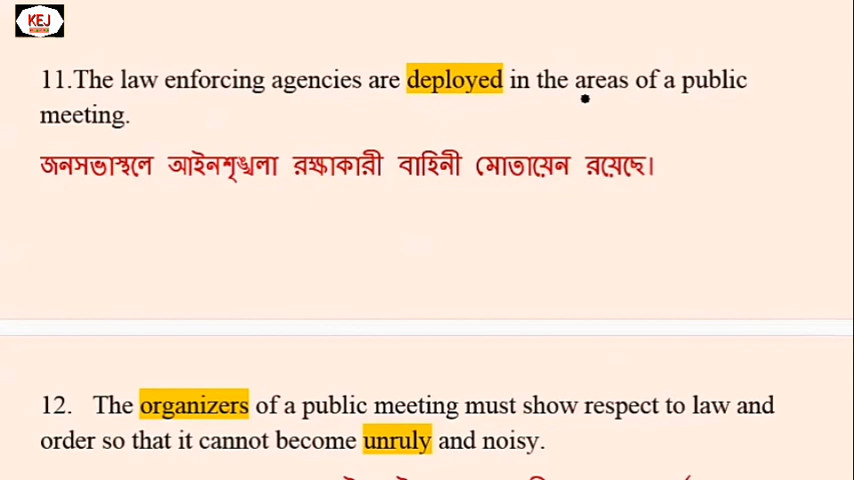 KEJ
11.The law enforcing agencies are deployed in the areas of a public
meeting.
জনসভাস্থলে আইনশৃঙ্খলা রক্ষাকারী বাহিনী মোতায়েন রয়েছে।
12. The organizers of a public meeting must show respect to law and
order so that it cannot become unruly and noisy.